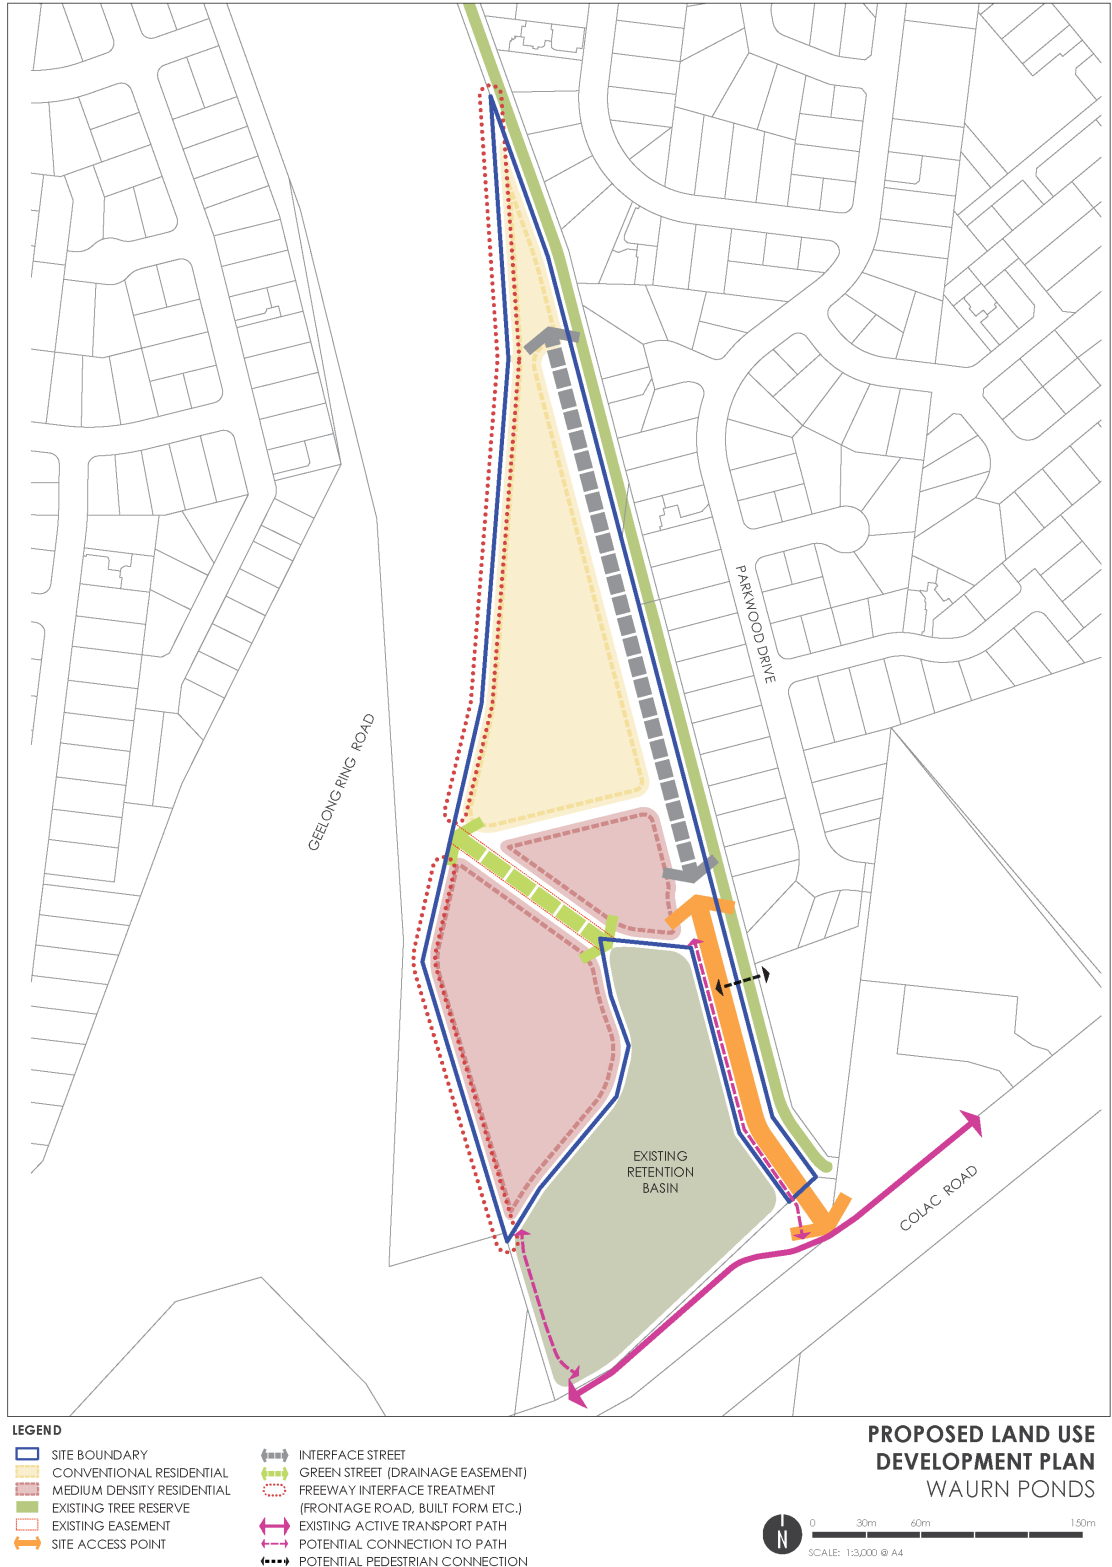 PARKWOOD DRIVE
GEELONG RING ROAD
EXISTING
RETENTION
BASIN
COLAC ROAD
LEGEND
SITE BOUNDARY
CONVENTIONAL RESIDENTIAL
MEDIUM DENSITY RESIDENTIAL
EXISTING TREE RESERVE
EXISTING EASEMENT
SITE ACCESS POINT
INTERFACE STREET
GREEN STREET (DRAINAGE EASEMENT)
FREEWAY INTERFACE TREATMENT
(FRONTAGE ROAD, BUILT FORM ETC.)
EXISTING ACTIVE TRANSPORT PATH
POTENTIAL CONNECTION TO PATH
POTENTIAL PEDESTRIAN CONNECTION
PROPOSED LAND USE
DEVELOPMENT PLAN
WAURN PONDS
N
0 30m 60m 150m
SCALE: 1:3,000 @ A4